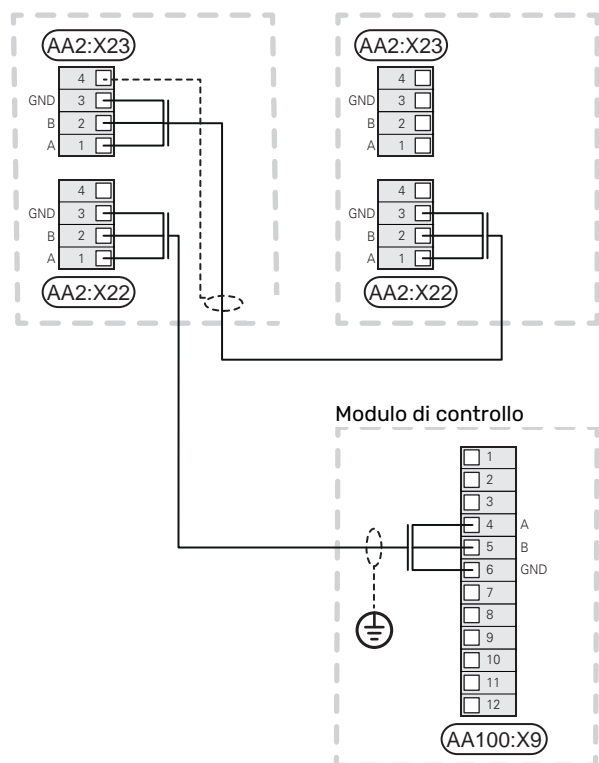 AA2:X23
4
GND 3
B 2
A 1
4
GND 3
B 2
A 1
AA2:X22
AA2:X23
4
GND 3
B 2
A 1
4
GND 3
B 2
A 1
AA2:X22
Modulo di controllo
1
2
3
4 A
5 B
6 GND
7
8
9
10
11
12
AA100:X9